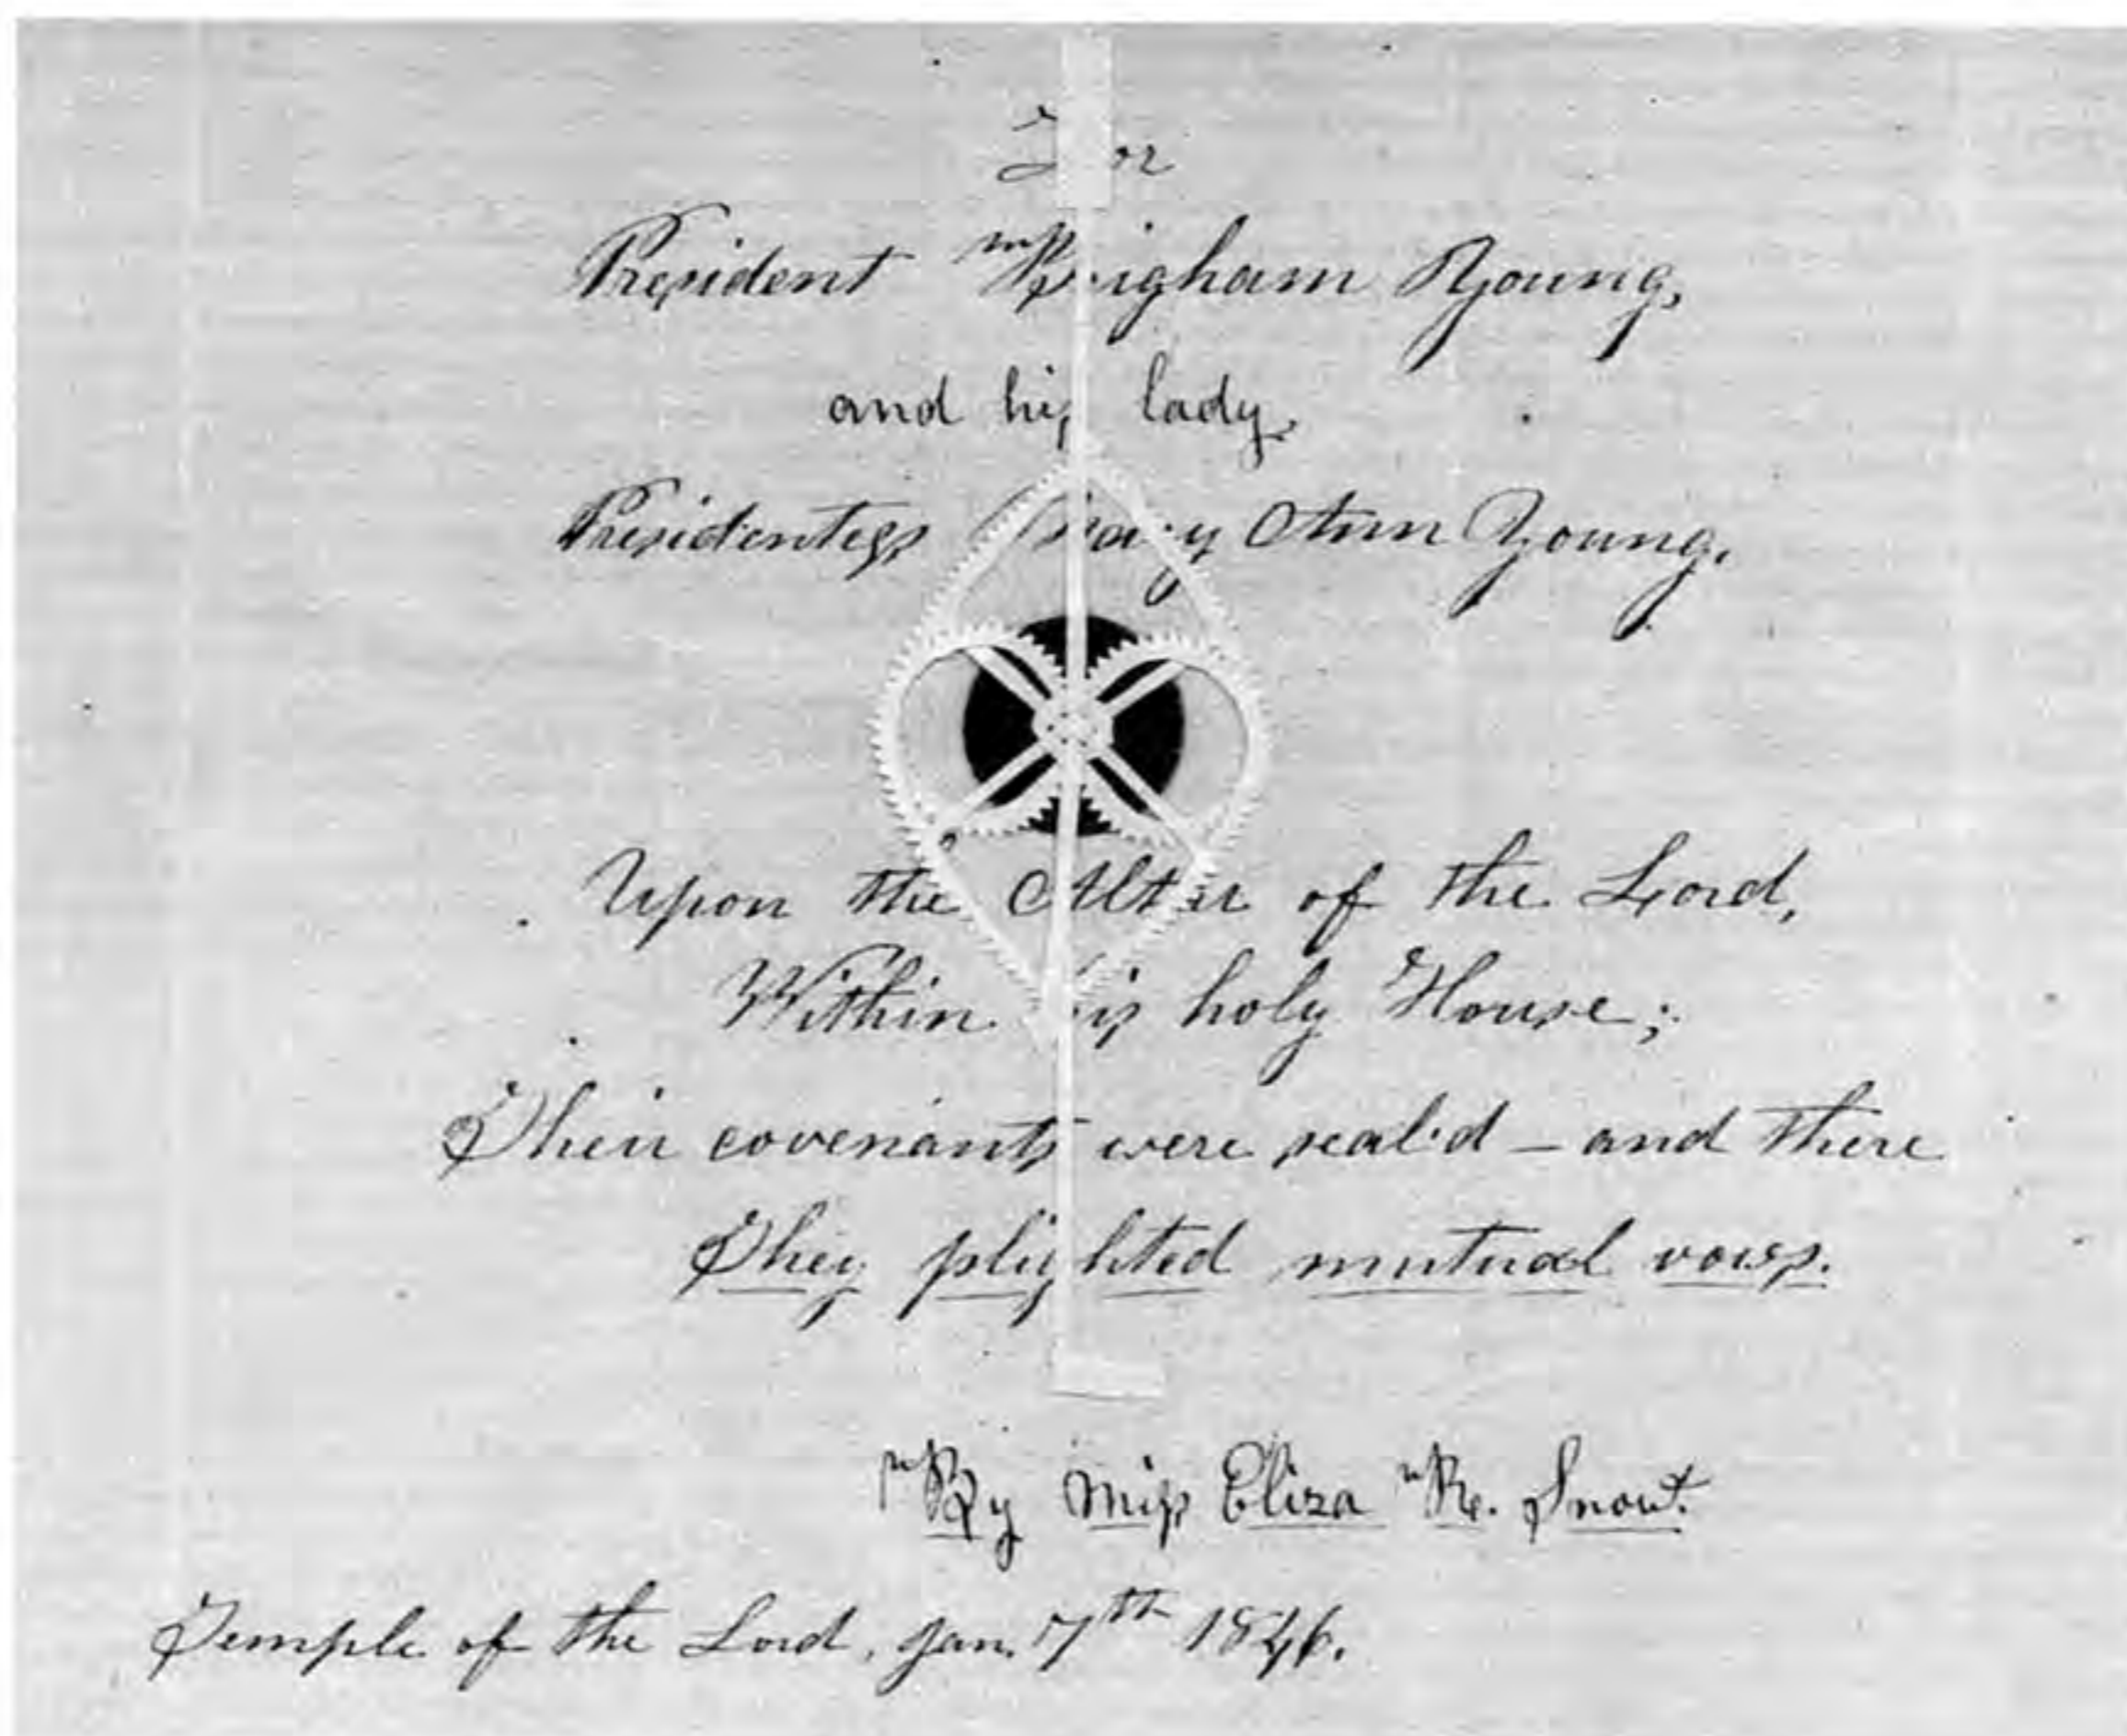 For
President Brigham Young,
and his lady,
Presidentess Mary Ann Young.
Upon the Altar of the Lord,
Within his holy House;
Their covenants were seal'd – and there
They plighted mutual vows.
By Miss Eliza R. Snow.
Temple of the Lord, Jan. 7th 1846.